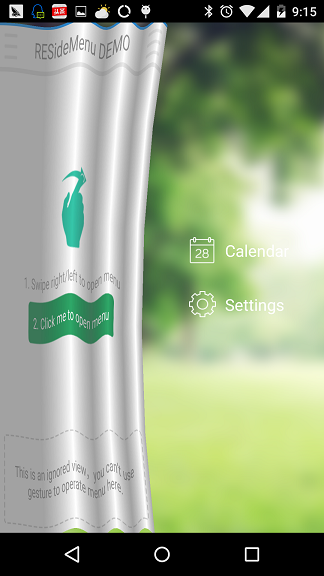 9:15
RESideMenu DEMO
28
Calendar
1. Swipe right/left to open menu
Settings
2. Click me to open menu
This is an ignored view, you can't use
gesture to operate menu here.